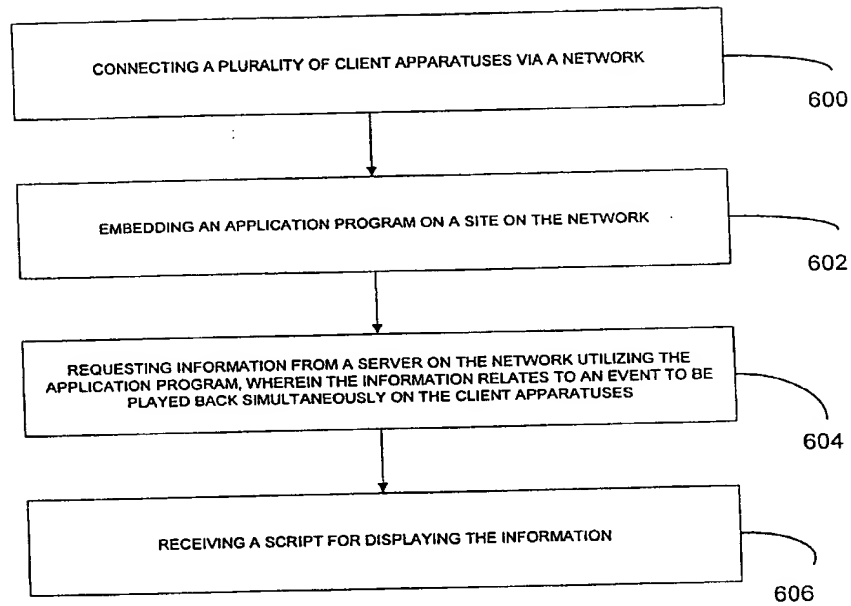 CONNECTING A PLURALITY OF CLIENT APPARATUSES VIA A NETWORK
600
EMBEDDING AN APPLICATION PROGRAM ON A SITE ON THE NETWORK
602
REQUESTING INFORMATION FROM A SERVER ON THE NETWORK UTILIZING THE
APPLICATION PROGRAM, WHEREIN THE INFORMATION RELATES TO AN EVENT TO BE
PLAYED BACK SIMULTANEOUSLY ON THE CLIENT APPARATUSES
604
RECEIVING A SCRIPT FOR DISPLAYING THE INFORMATION
606